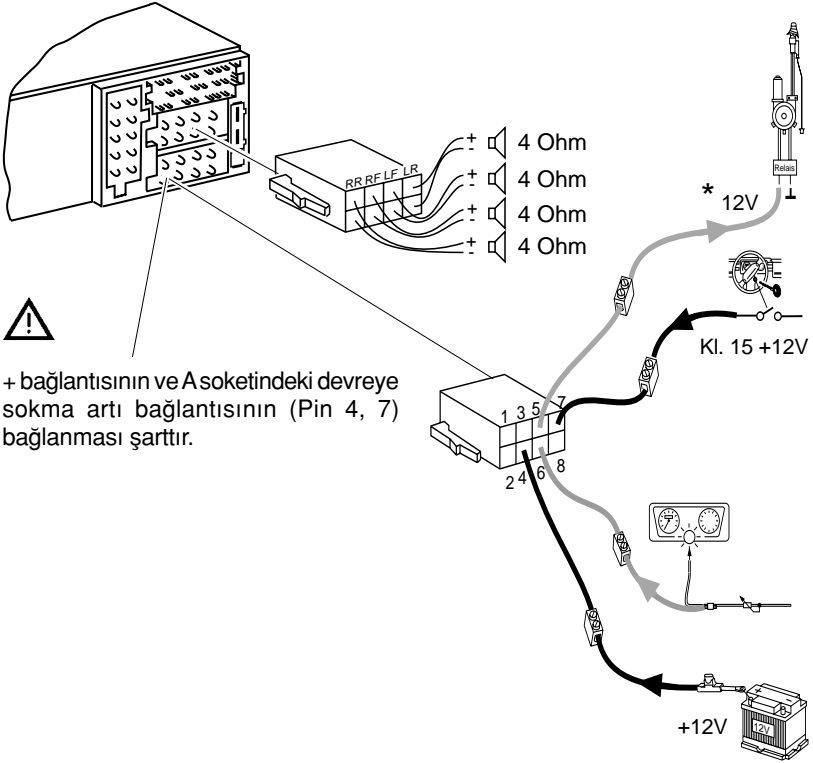 RR RF LF LR
+
-
4 Ohm
+
-
4 Ohm
+
-
4 Ohm
+
-
4 Ohm
Relais
* 12V
Kl. 15 +12V
+ bağlantısının ve A soketindeki devreye
sokma artı bağlantısının (Pin 4, 7)
bağlanması şarttır.
1 3 5 7
2 4 6 8
+12V
12V